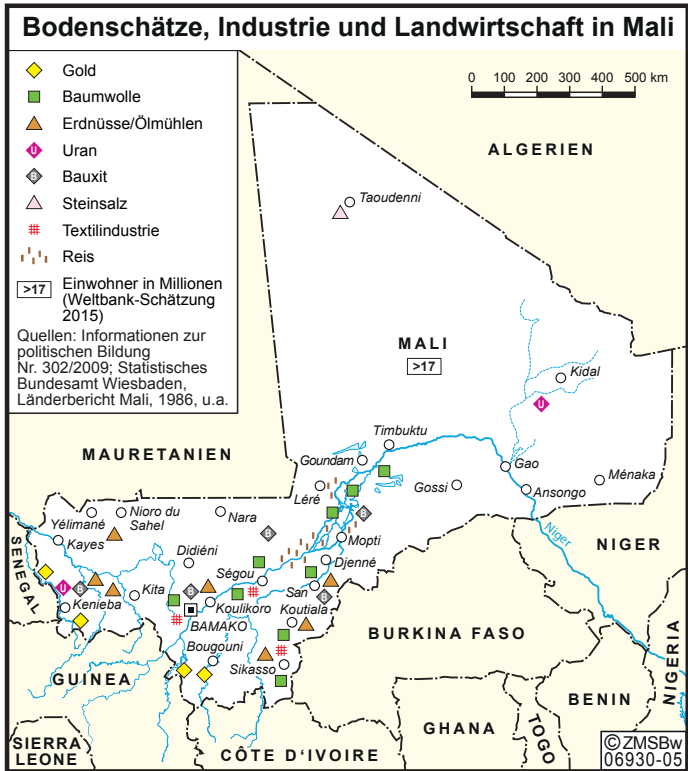 Bodenschätze, Industrie und Landwirtschaft in Mali
Gold
Baumwolle
Erdnüsse/Ölmühlen
U
Uran
B
Bauxit
Steinsalz
Textilindustrie
Reis
>17
Einwohner in Millionen
(Weltbank-Schätzung
2015)
Quellen: Informationen zur
politischen Bildung
Nr. 302/2009; Statistisches
Bundesamt Wiesbaden,
Länderbericht Mali, 1986, u.a.
0 100 200 300 400 500 km
ALGERIEN
Taoudenni
MALI
>17
Kidal
U
MAURETANIEN
Timbuktu
Goundam
Gao
Léré
Gossi
Ménaka
Ansongo
Yélimané
Nioro du
Sahel
Nara
B
Mopti
Niger
NIGER
Kayes
SENEGAL
Didiéni
B
Djenné
Ségou
U
B
B
San
B
Kenieba
Kita
Koulikoro
Koutiala
BAMAKO
BURKINA FASO
Bougouni
Sikasso
GUINEA
NIGERIA
BENIN
GHANA
TOGO
SIERRA
LEONE
CÔTE D'IVOIRE
©ZMSBw
06930-05